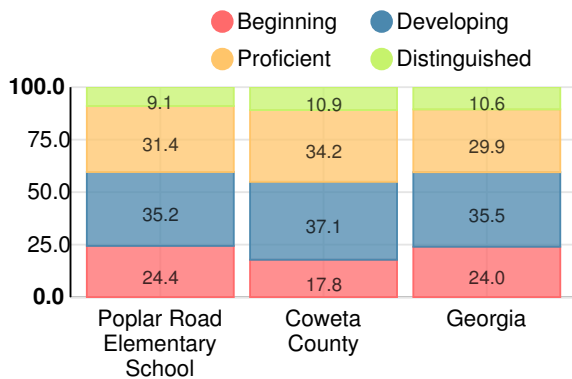 Beginning Developing
Proficient Distinguished
100.0
9.1 10.9 10.6
75.0
31.4 34.2 29.9
50.0
35.2 37.1 35.5
25.0
24.4 17.8 24.0
0.0
Poplar Road Coweta Georgia
Elementary County
School